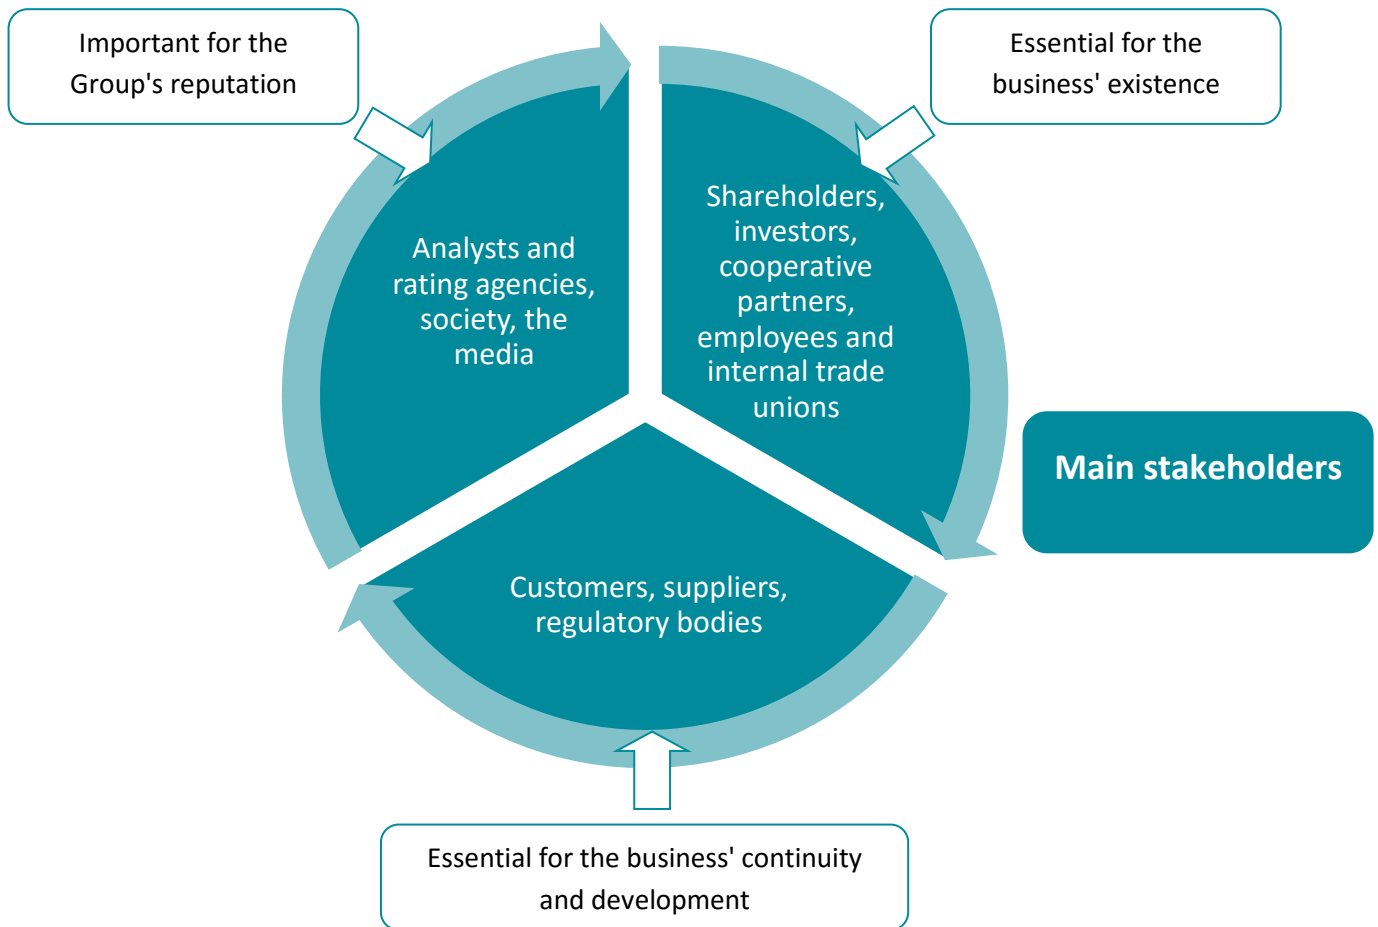 Important for the
Group's reputation
Essential for the
business' existence
Analysts and
rating agencies,
society, the
media
Shareholders,
investors,
cooperative
partners,
employees and
internal trade
unions
Main stakeholders
Customers, suppliers,
regulatory bodies
Essential for the business' continuity
and development